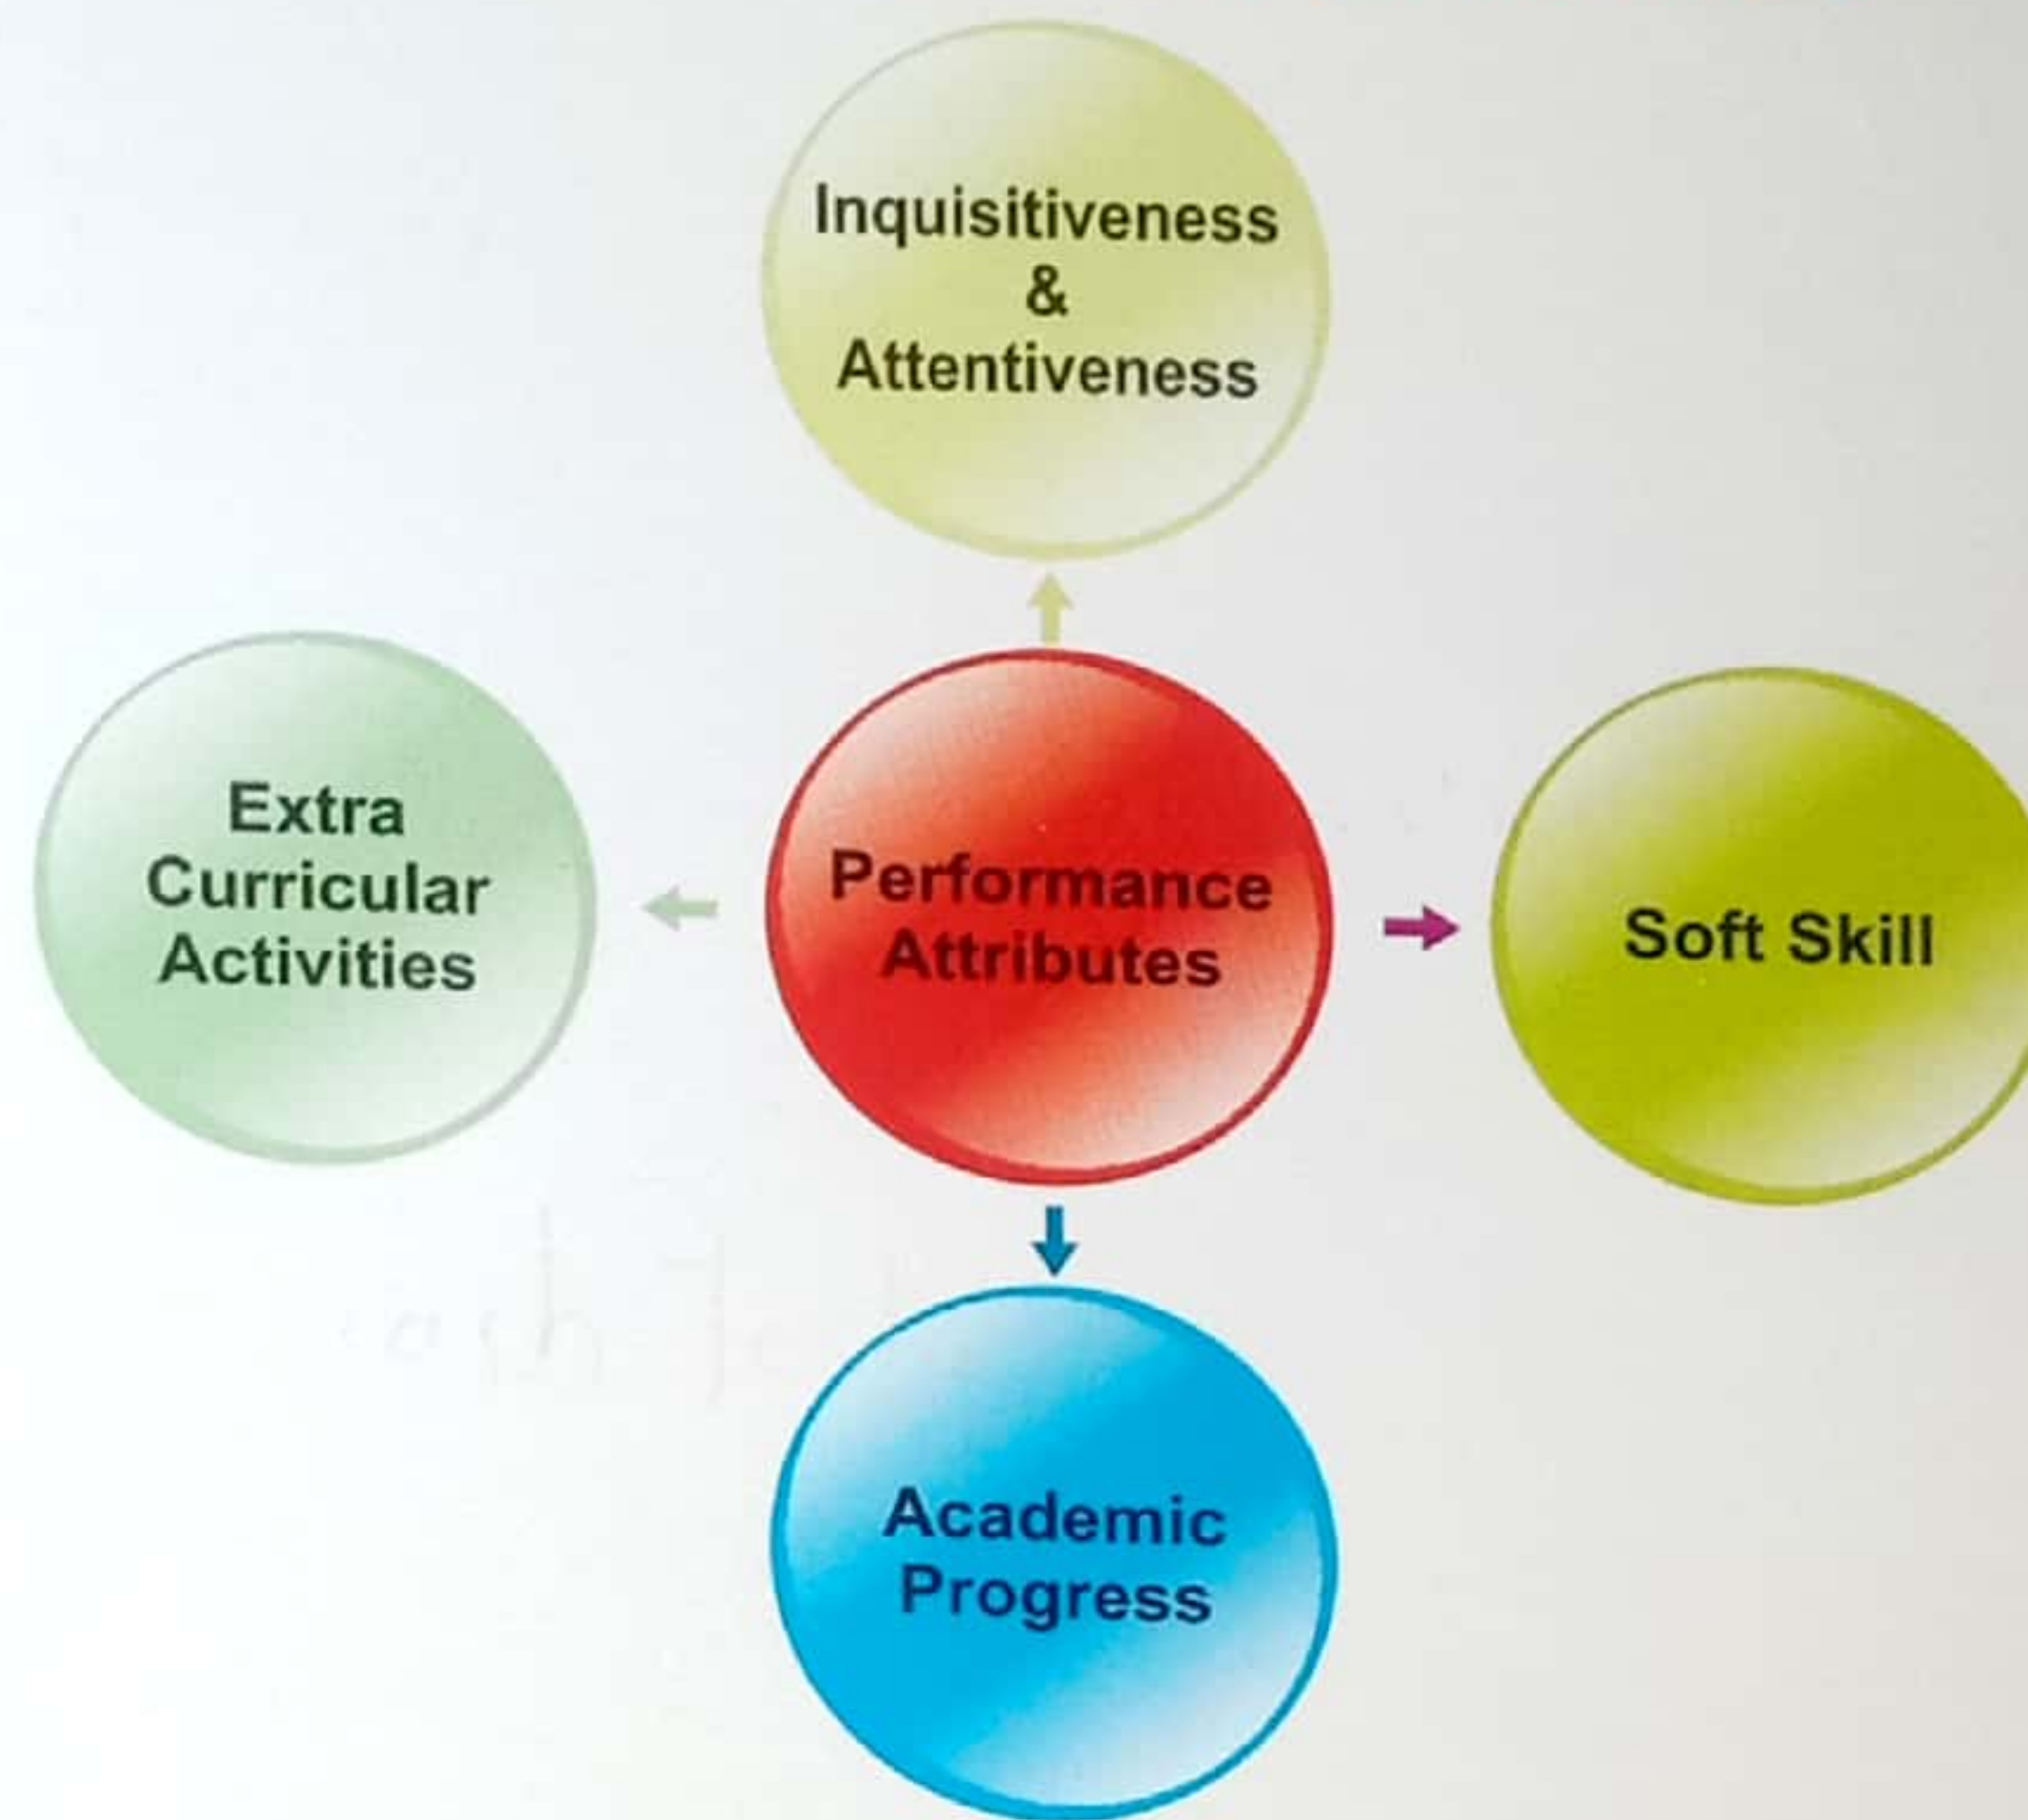 Inquisitiveness
&
Attentiveness
Extra
Curricular
Activities
Performance
Attributes
Soft Skill
Academic
Progress